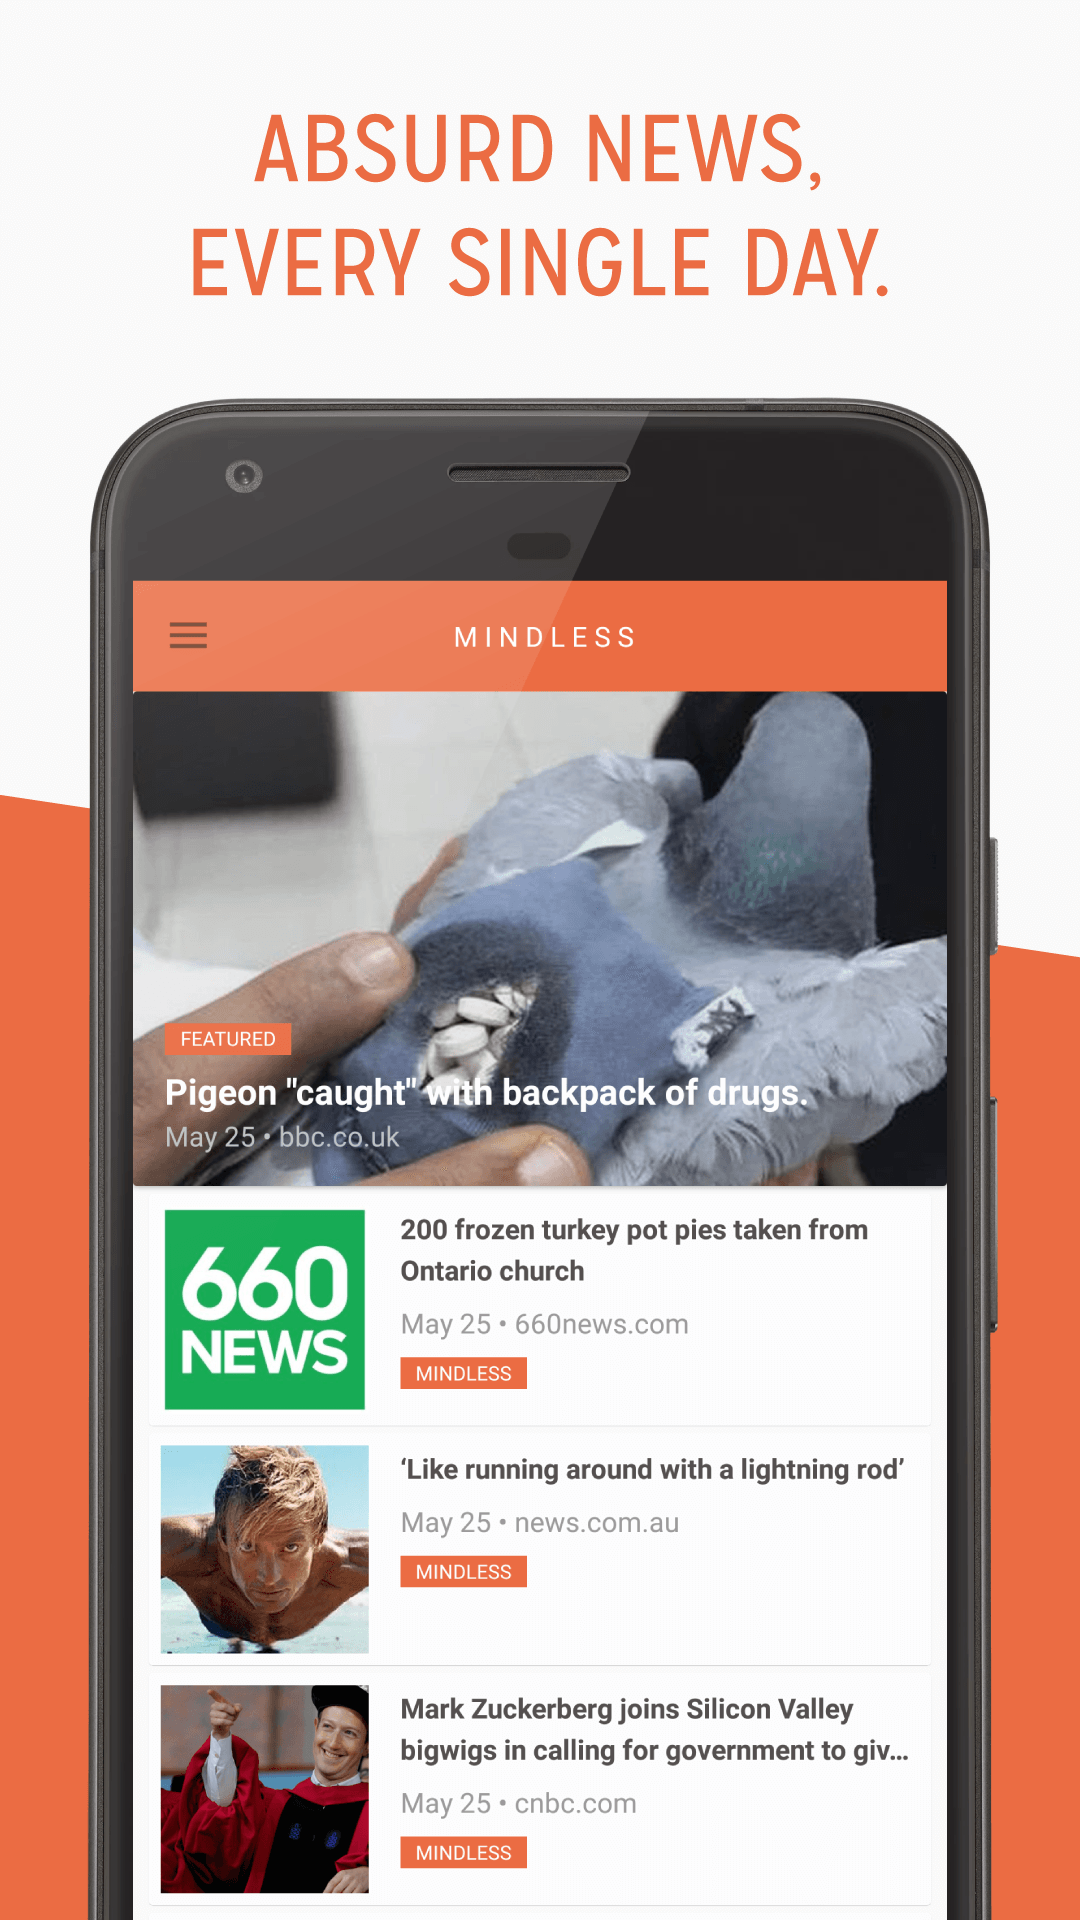 ABSURD NEWS,
EVERY SINGLE DAY.
MINDLESS
FEATURED
Pigeon "caught" with backpack of drugs.
May 25 • bbc.co.uk
660
NEWS
200 frozen turkey pot pies taken from
Ontario church
May 25 • 660news.com
MINDLESS
‘Like running around with a lightning rod’
May 25 • news.com.au
MINDLESS
Mark Zuckerberg joins Silicon Valley
bigwigs in calling for government to giv...
May 25 • cnbc.com
MINDLESS